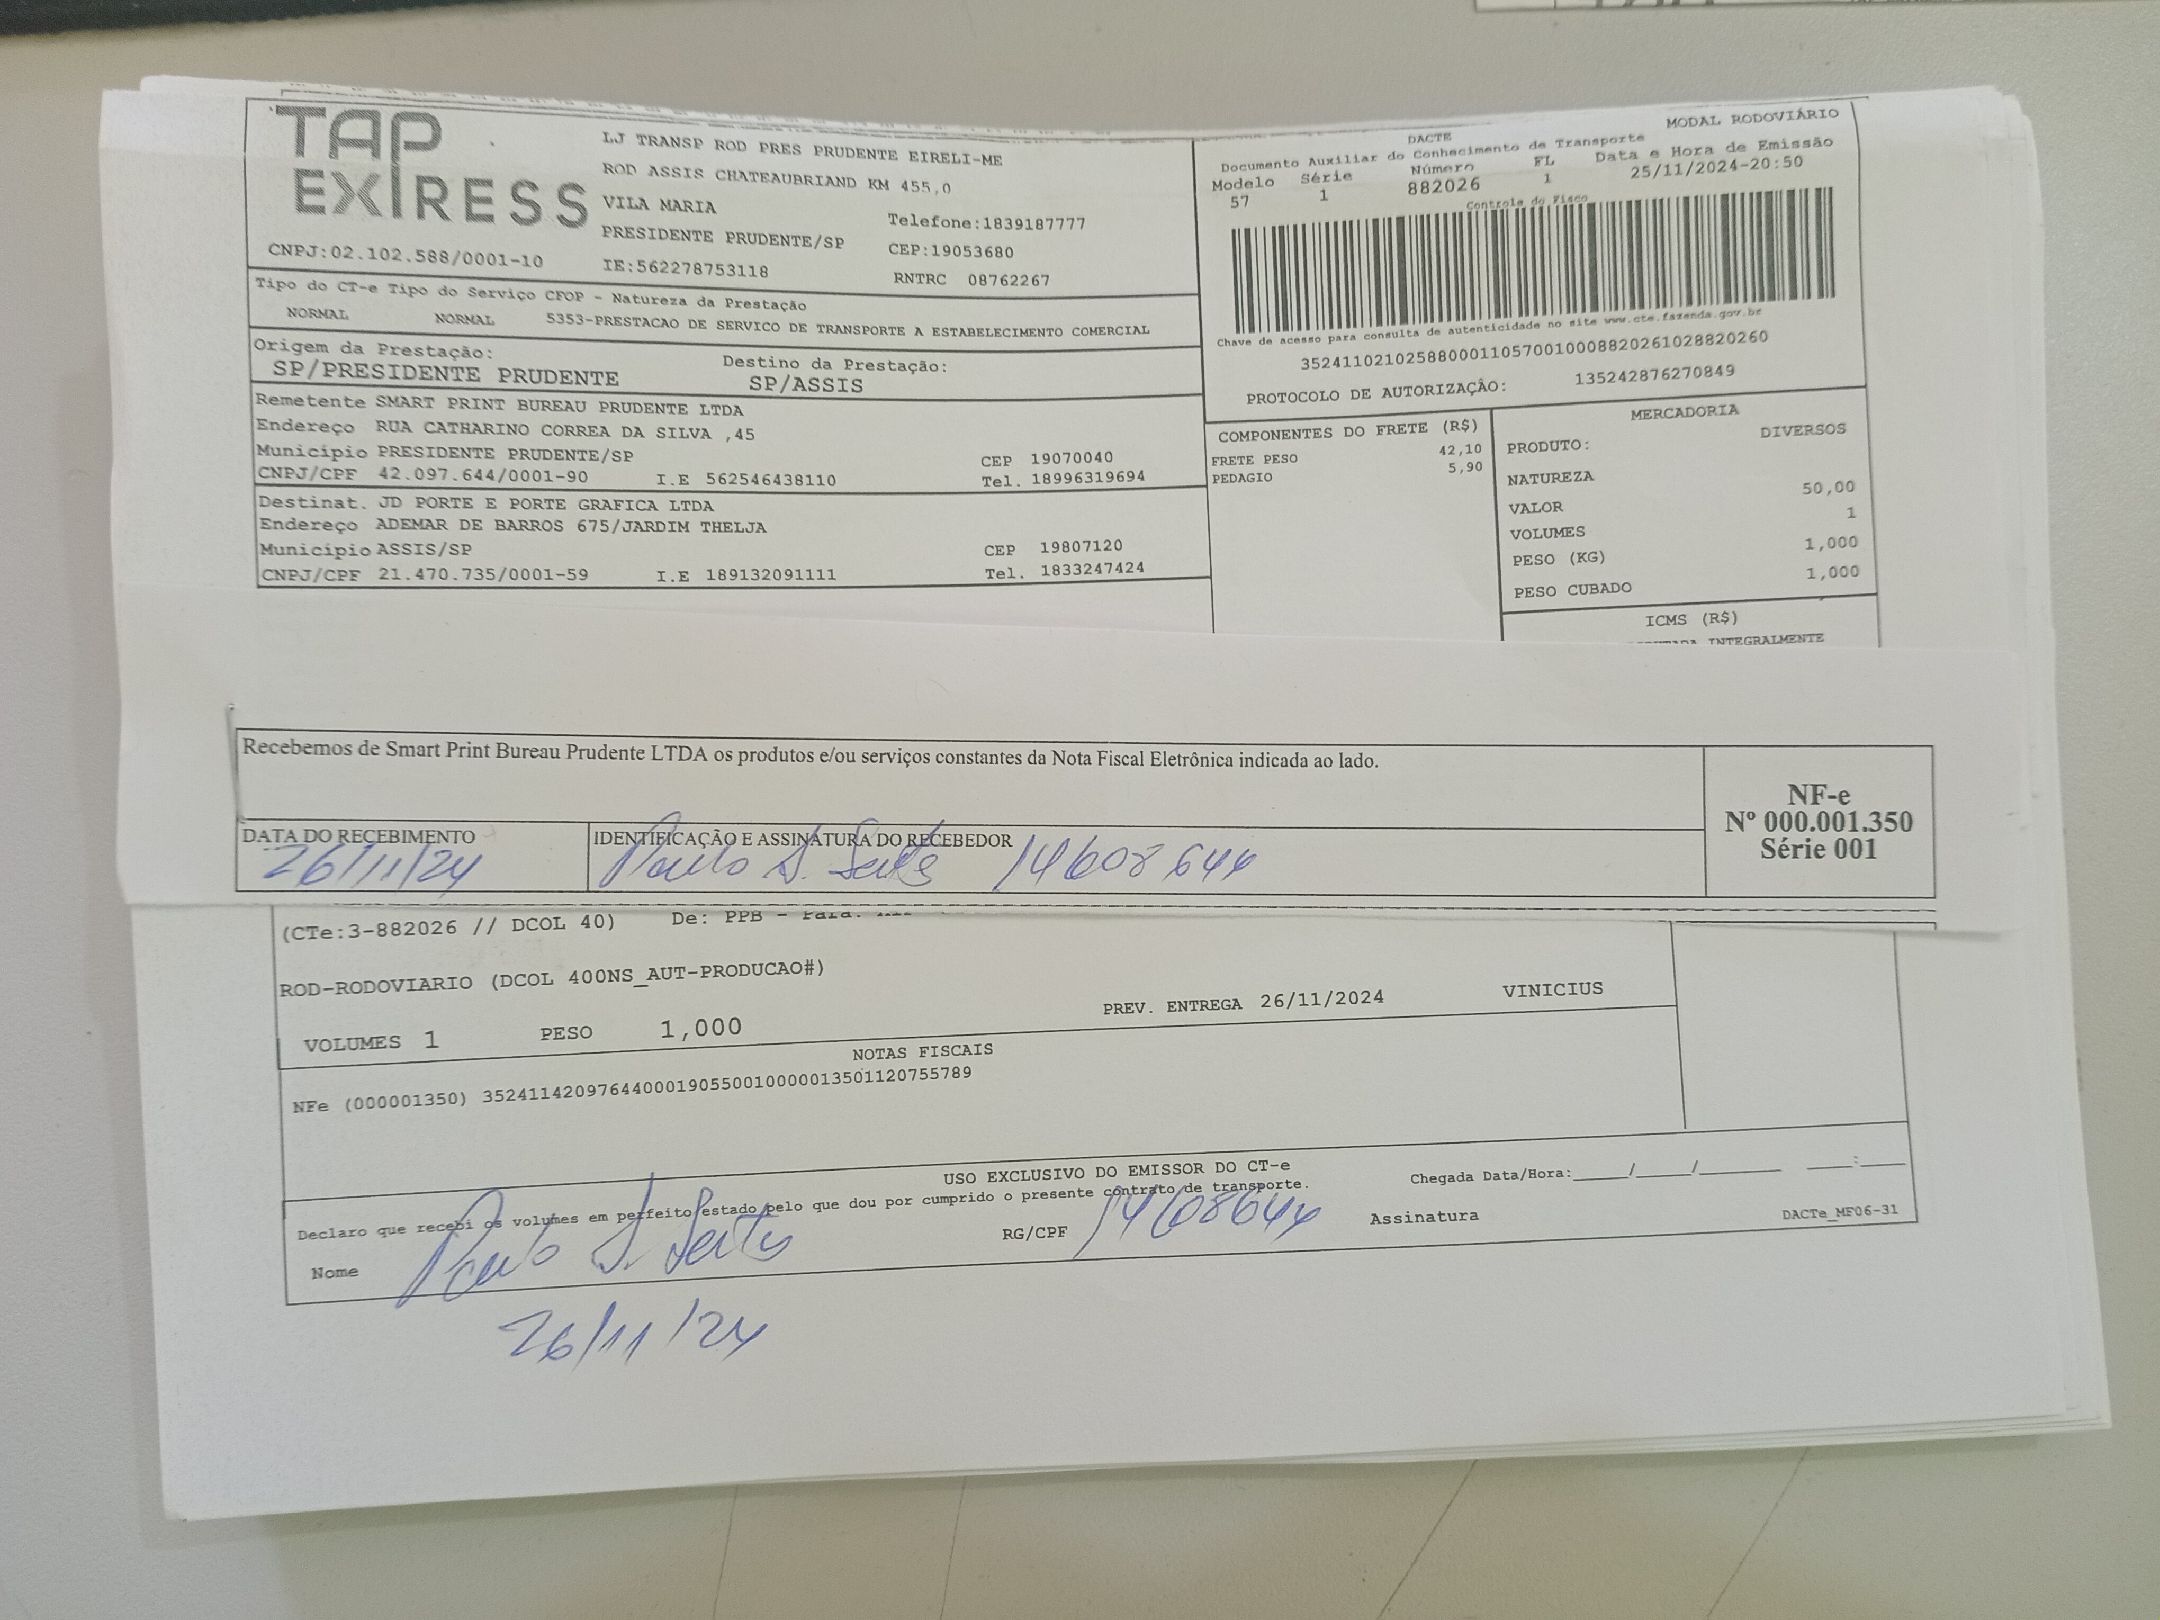 TAP
EXPRESS
CNPJ:02.102.588/0001-10
LJ TRANSP ROD PRES PRUDENTE EIRELI-ME
ROD ASSIS CHATEAUBRIAND KM 455,0
VILA MARIA
Telefone:1839187777
PRESIDENTE PRUDENTE/SP
CEP:19053680
IE:562278753118
RNTRC 08762267
MODAL RODOVIÁRIO
DACTE
Documento Auxiliar do Conhecimento de Transporte
Modelo Série Número FL Data e Hora de Emissão
57 1 882026 1 25/11/2024-20:50
Controle do Fisco
Chave de acesso para consulta de autenticidade no site www.cte.fazenda.gov.br
35241102102588000110570010008820261028820260
PROTOCOLO DE AUTORIZAÇÃO: 135242876270849
Tipo do CT-e Tipo do Serviço CFOP - Natureza da Prestação
NORMAL NORMAL 5353-PRESTACAO DE SERVICO DE TRANSPORTE A ESTABELECIMENTO COMERCIAL
Origem da Prestação: Destino da Prestação:
SP/PRESIDENTE PRUDENTE SP/ASSIS
Remetente SMART PRINT BUREAU PRUDENTE LTDA
Endereço RUA CATHARINO CORREA DA SILVA ,45
Município PRESIDENTE PRUDENTE/SP CEP 19070040
CNPJ/CPF 42.097.644/0001-90 I.E 562546438110 Tel. 18996319694
Destinat. JD PORTE E PORTE GRAFICA LTDA
Endereço ADEMAR DE BARROS 675/JARDIM THELJA
Município ASSIS/SP CEP 19807120
CNPJ/CPF 21.470.735/0001-59 I.E 189132091111 Tel. 1833247424
COMPONENTES DO FRETE (R$)
FRETE PESO 42,10
PEDAGIO 5,90
MERCADORIA
PRODUTO: DIVERSOS
NATUREZA
VALOR 50,00
VOLUMES 1
PESO (KG) 1,000
PESO CUBADO 1,000
ICMS (R$)
INTEGRALMENTE
Recebemos de Smart Print Bureau Prudente LTDA os produtos e/ou serviços constantes da Nota Fiscal Eletrônica indicada ao lado.
NF-e
Nº 000.001.350
Série 001
DATA DO RECEBIMENTO IDENTIFICAÇÃO E ASSINATURA DO RECEBEDOR
26/11/24 Paulo 14608644
(CTe:3-882026 // DCOL 40) De: PPB - Para:
ROD-RODOVIARIO (DCOL 400NS_AUT-PRODUCAO#)
VOLUMES 1 PESO 1,000 PREV. ENTREGA 26/11/2024 VINICIUS
NOTAS FISCAIS
NFe (000001350) 35241142097644000190550010000013501120755789
USO EXCLUSIVO DO EMISSOR DO CT-e
Declaro que recebi os volumes em perfeito estado pelo que dou por cumprido o presente contrato de transporte.
Chegada Data/Hora:_____/_____/_______ ____:____
Nome Paulo RG/CPF 14608644 Assinatura
DACTe_MF06-31
26/11/24